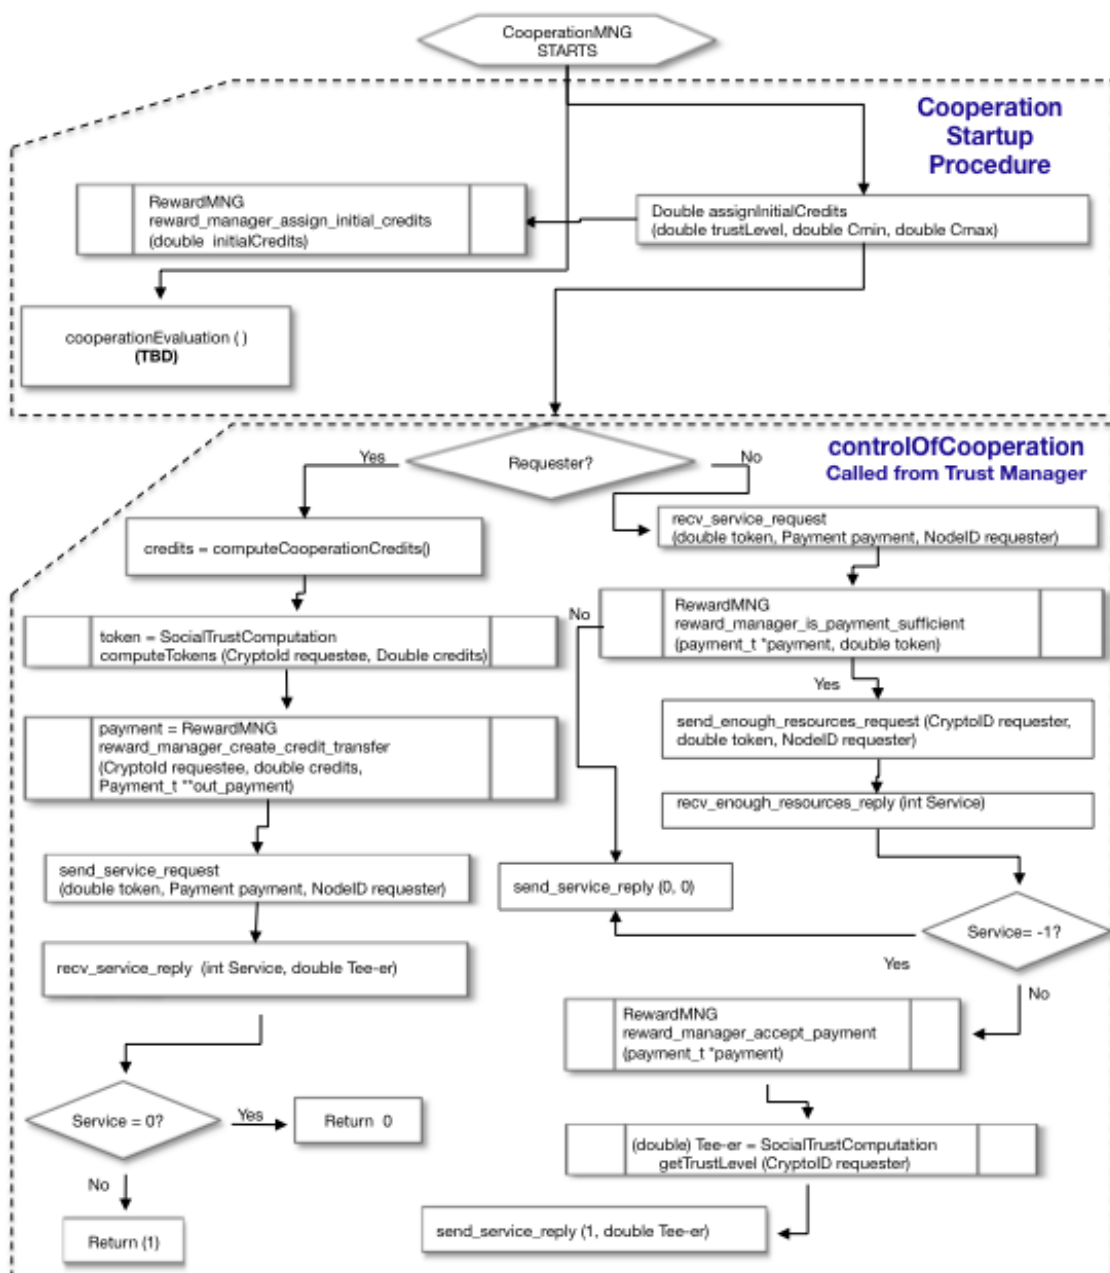 CooperationMNG
STARTS
Cooperation
Startup
Procedure
RewardMNG
reward_manager_assign_initial_credits
(double initialCredits)
Double assignInitialCredits
(double trustLevel, double Cmin, double Cmax)
cooperationEvaluation ( )
(TBD)
controlOfCooperation
Called from Trust Manager
Requester?
Yes
No
credits = computeCooperationCredits()
token = SocialTrustComputation
computeTokens (CryptoId requestee, Double credits)
payment = RewardMNG
reward_manager_create_credit_transfer
(CryptoId requestee, double credits,
Payment_t **out_payment)
send_service_request
(double token, Payment payment, NodeID requester)
recv_service_reply (int Service, double Tee-er)
Service = 0?
Yes
Return 0
No
Return (1)
recv_service_request
(double token, Payment payment, NodeID requester)
RewardMNG
reward_manager_is_payment_sufficient
(payment_t *payment, double token)
No
Yes
send_enough_resources_request (CryptoID requester,
double token, NodeID requester)
recv_enough_resources_reply (int Service)
send_service_reply (0, 0)
Service= -1?
Yes
No
RewardMNG
reward_manager_accept_payment
(payment_t *payment)
(double) Tee-er = SocialTrustComputation
getTrustLevel (CryptoID requester)
send_service_reply (1, double Tee-er)